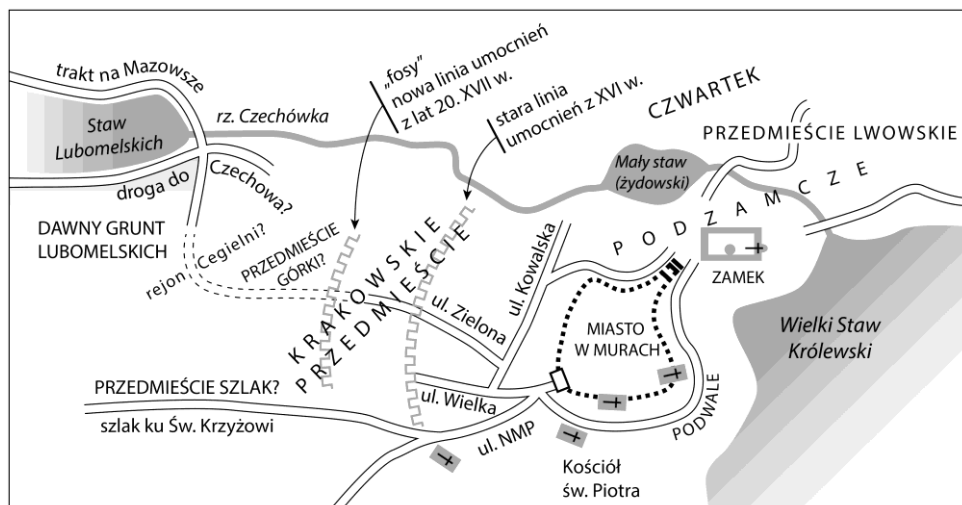 trakt na Mazowsze
„fosy”
nowa linia umocnień
z lat 20. XVII w.
stara linia
umocnień z XVI w.
CZWARTEK
PRZEDMIEŚCIE LWOWSKIE
Staw
Lubomelskich
rz. Czechówka
Mały staw
(żydowski)
droga do
Czechowa?
PODZAMCZE
DAWNY GRUNT
LUBOMELSKICH
rejon Cegielni?
PRZEDMIEŚCIE
GÓRKI?
KRAKOWSKIE
PRZEDMIEŚCIE
ul. Kowalska
ZAMEK
ul. Zielona
MIASTO
W MURACH
Wielki Staw
Królewski
PRZEDMIEŚCIE SZLAK?
szlak ku Św. Krzyżowi
ul. Wielka
ul. NMP
PODWALE
Kościół
św. Piotra